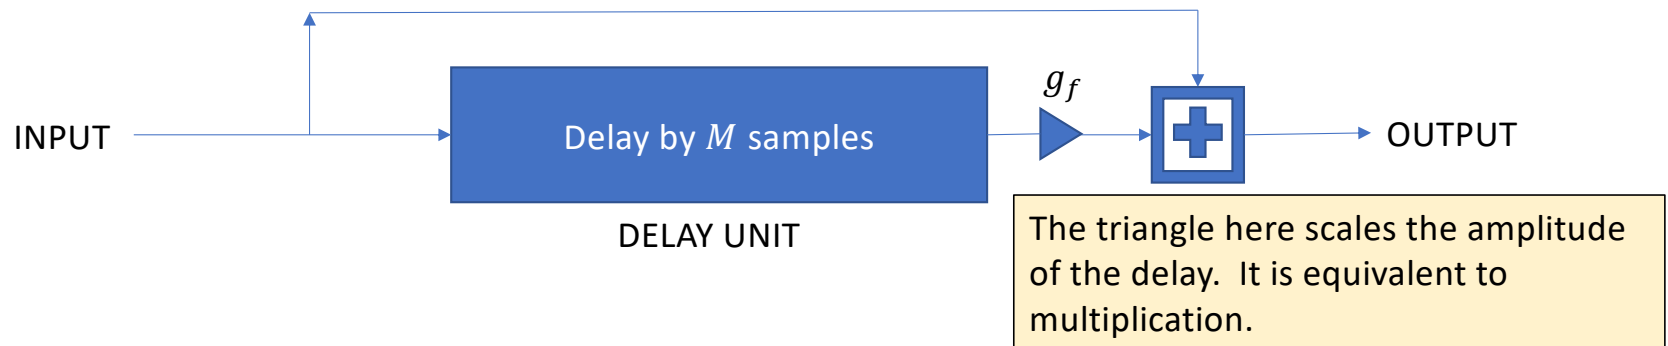 g_f
INPUT
Delay by M samples
OUTPUT
DELAY UNIT
The triangle here scales the amplitude
of the delay.  It is equivalent to
multiplication.